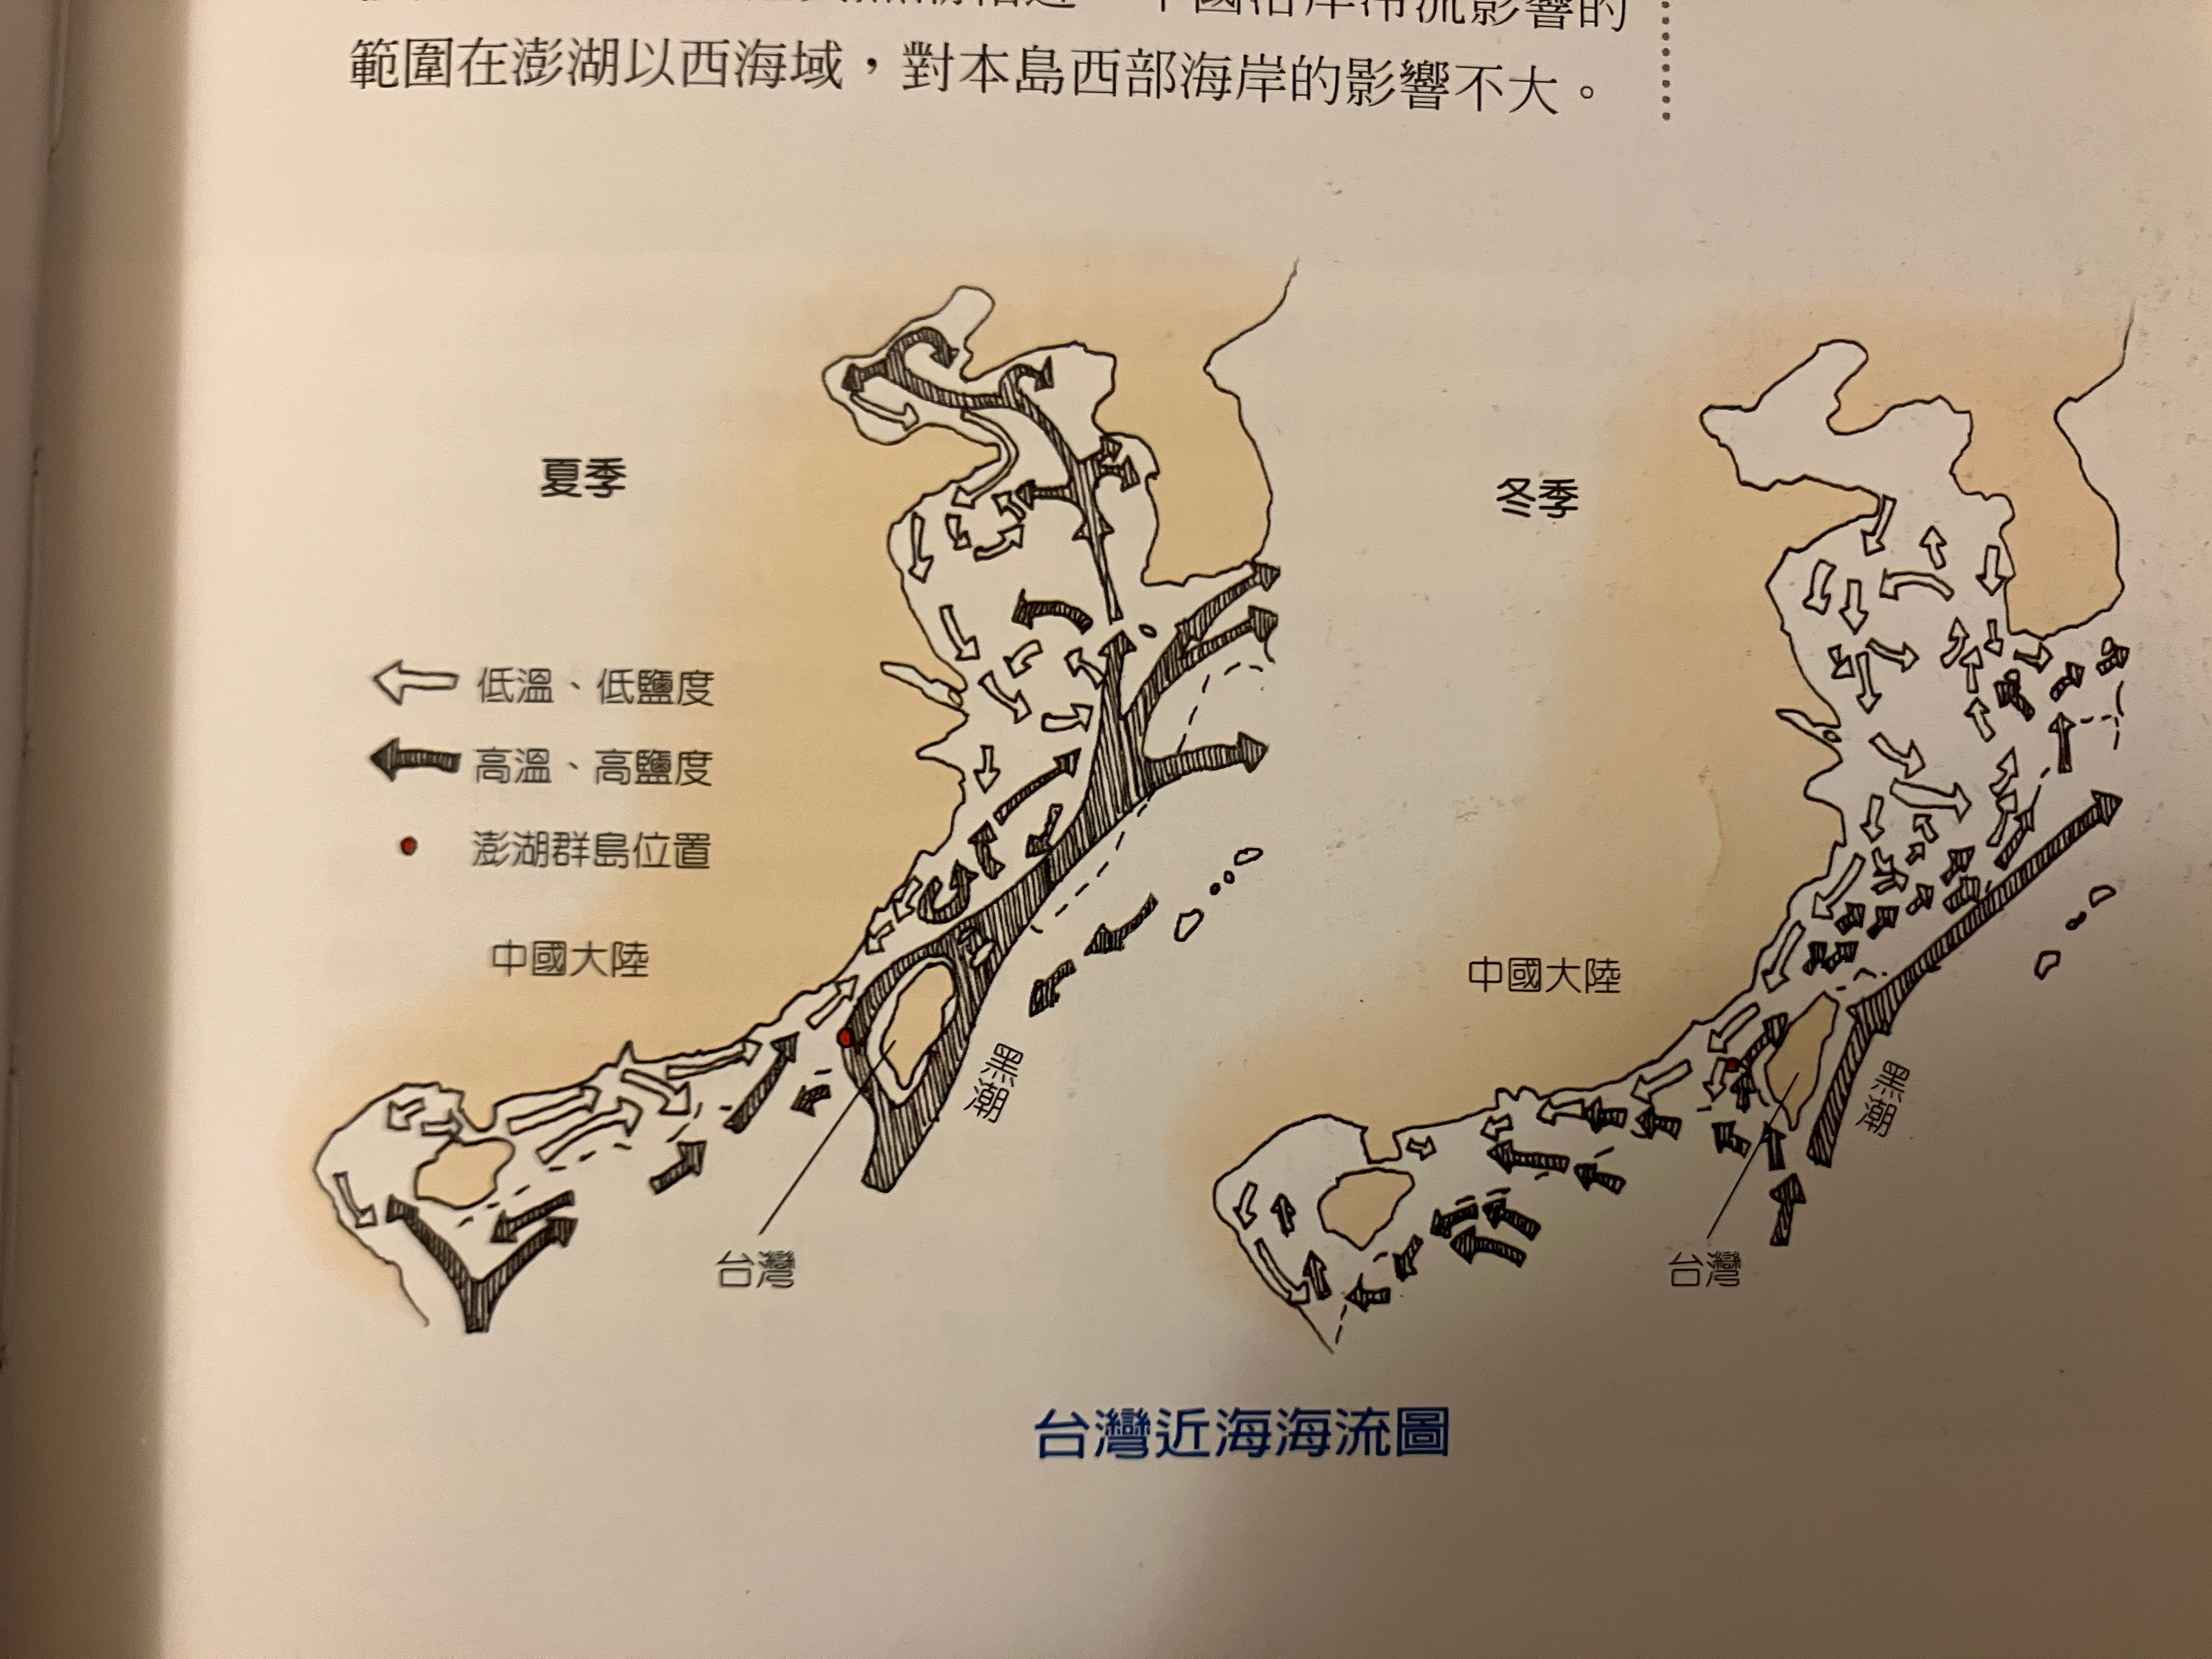 中國沿岸冷流影響的
範圍在澎湖以西海域，對本島西部海岸的影響不大。
夏季
低溫、低鹽度
高溫、高鹽度
澎湖群島位置
中國大陸
黑潮
台灣
冬季
中國大陸
黑潮
台灣
台灣近海海流圖